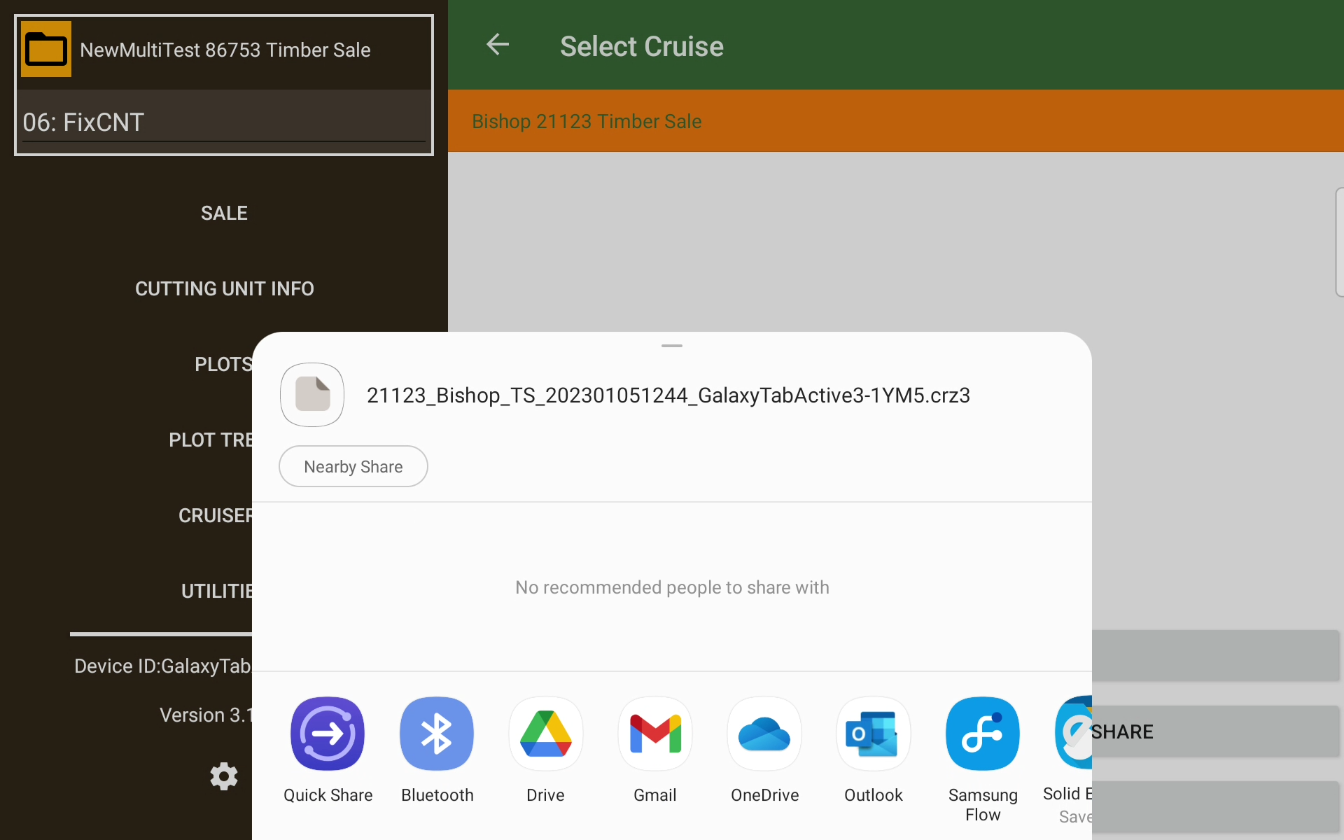 NewMultiTest 86753 Timber Sale
06: FixCNT
SALE
CUTTING UNIT INFO
PLOTS
PLOT TRE
CRUISER
UTILITIE
Device ID:GalaxyTab
Version 3.1
Select Cruise
Bishop 21123 Timber Sale
21123_Bishop_TS_202301051244_GalaxyTabActive3-1YM5.crz3
Nearby Share
No recommended people to share with
Quick Share
Bluetooth
Drive
Gmail
OneDrive
Outlook
Samsung
Flow
Solid E
Save
SHARE